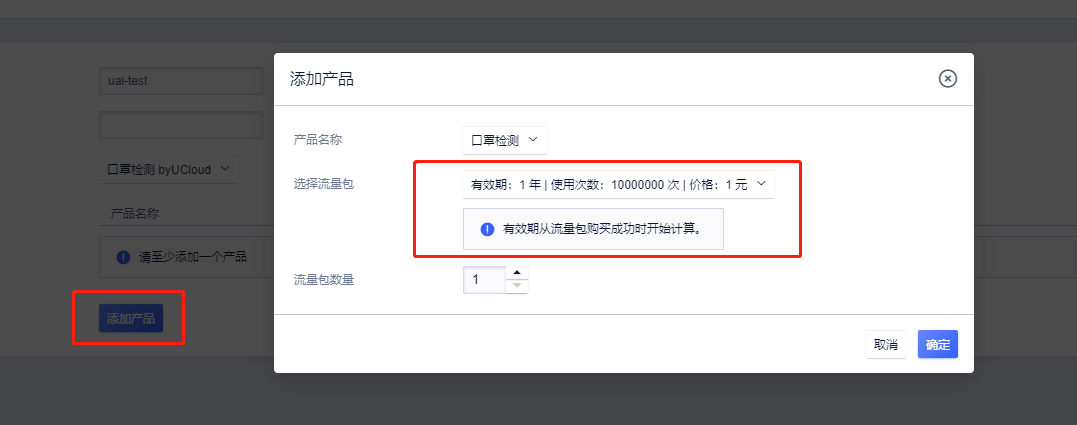 uai-test
口罩检测 byUCloud
产品名称
请至少添加一个产品
添加产品
添加产品
产品名称
口罩检测
选择流量包
有效期：1 年 | 使用次数：10000000 次 | 价格：1 元
有效期从流量包购买成功时开始计算。
流量包数量
1
取消
确定